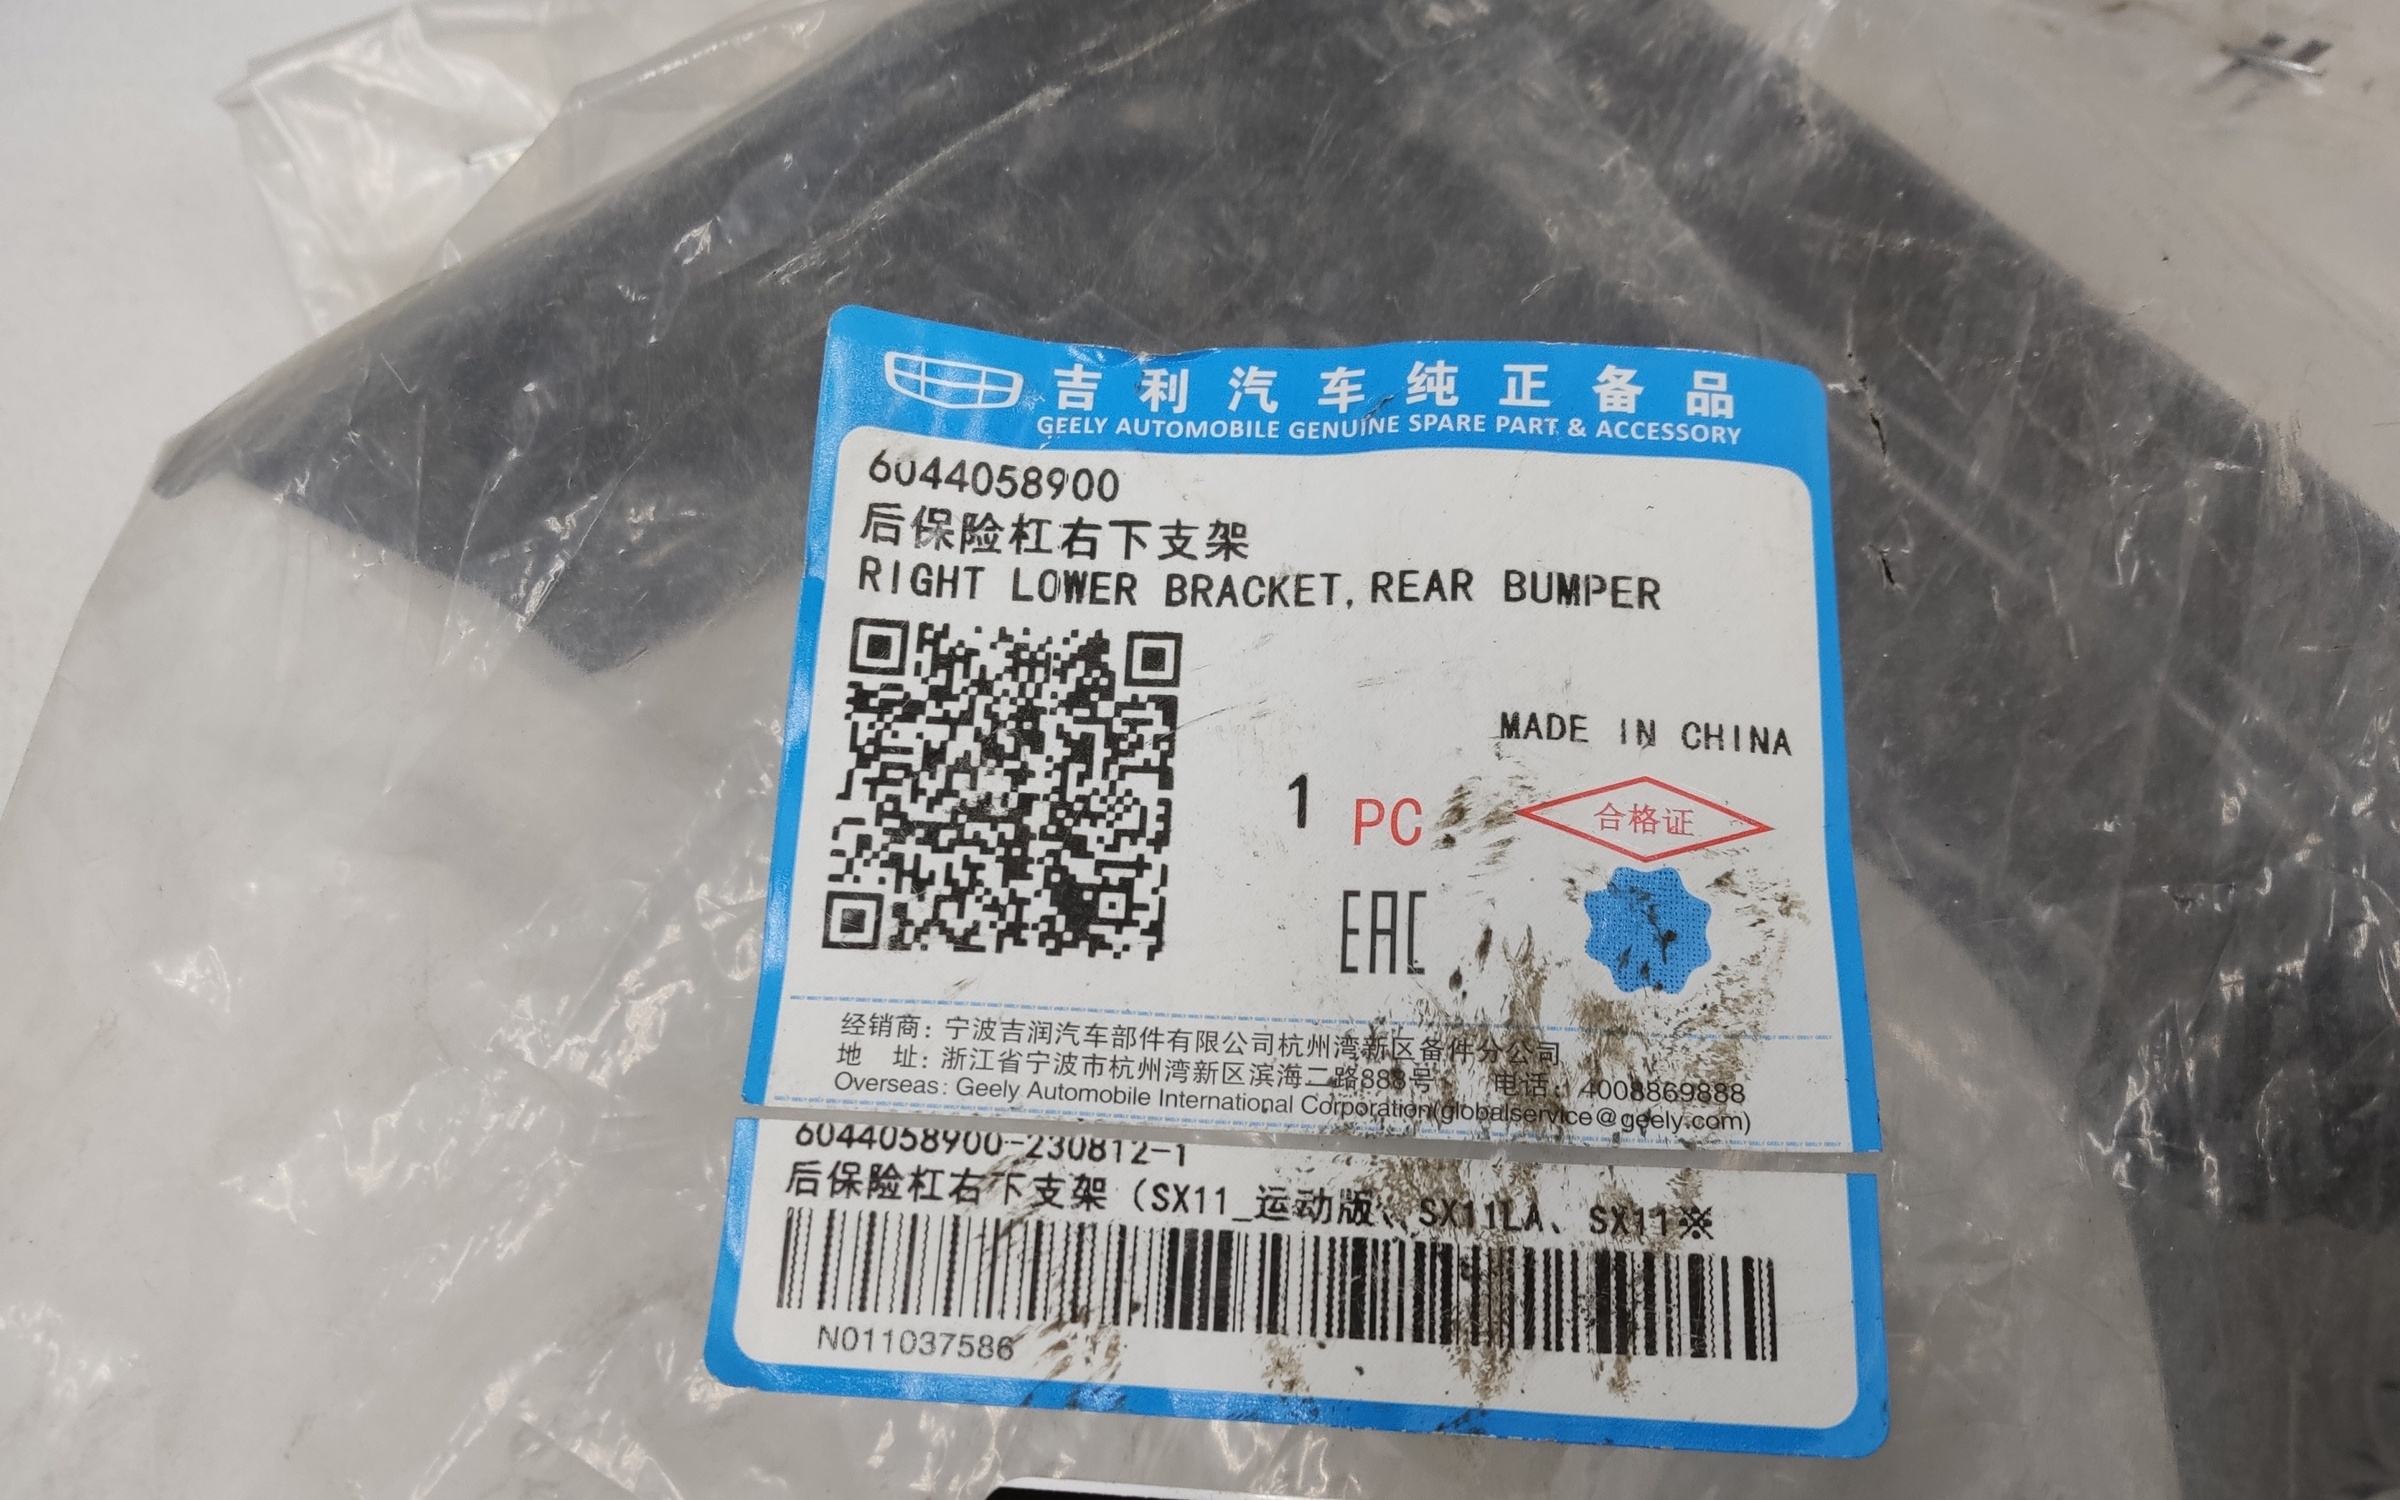 吉利汽车纯正备品
GEELY AUTOMOBILE GENUINE SPARE PART & ACCESSORY
6044058900
后保险杠右下支架
RIGHT LOWER BRACKET, REAR BUMPER
MADE IN CHINA
1 PC
合格证
EAC
经销商：宁波吉润汽车部件有限公司杭州湾新区备件分公司
地 址：浙江省宁波市杭州湾新区滨海二路888号 电话：4008869888
Overseas: Geely Automobile International Corporation(globalservice@geely.com)
6044058900-230812-1
后保险杠右下支架（SX11_运动版、SX11LA、SX11※
N011037586